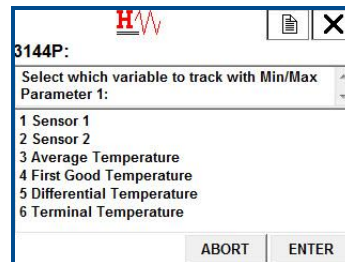 H
3144P:
Select which variable to track with Min/Max
Parameter 1:
1 Sensor 1
2 Sensor 2
3 Average Temperature
4 First Good Temperature
5 Differential Temperature
6 Terminal Temperature
ABORT ENTER